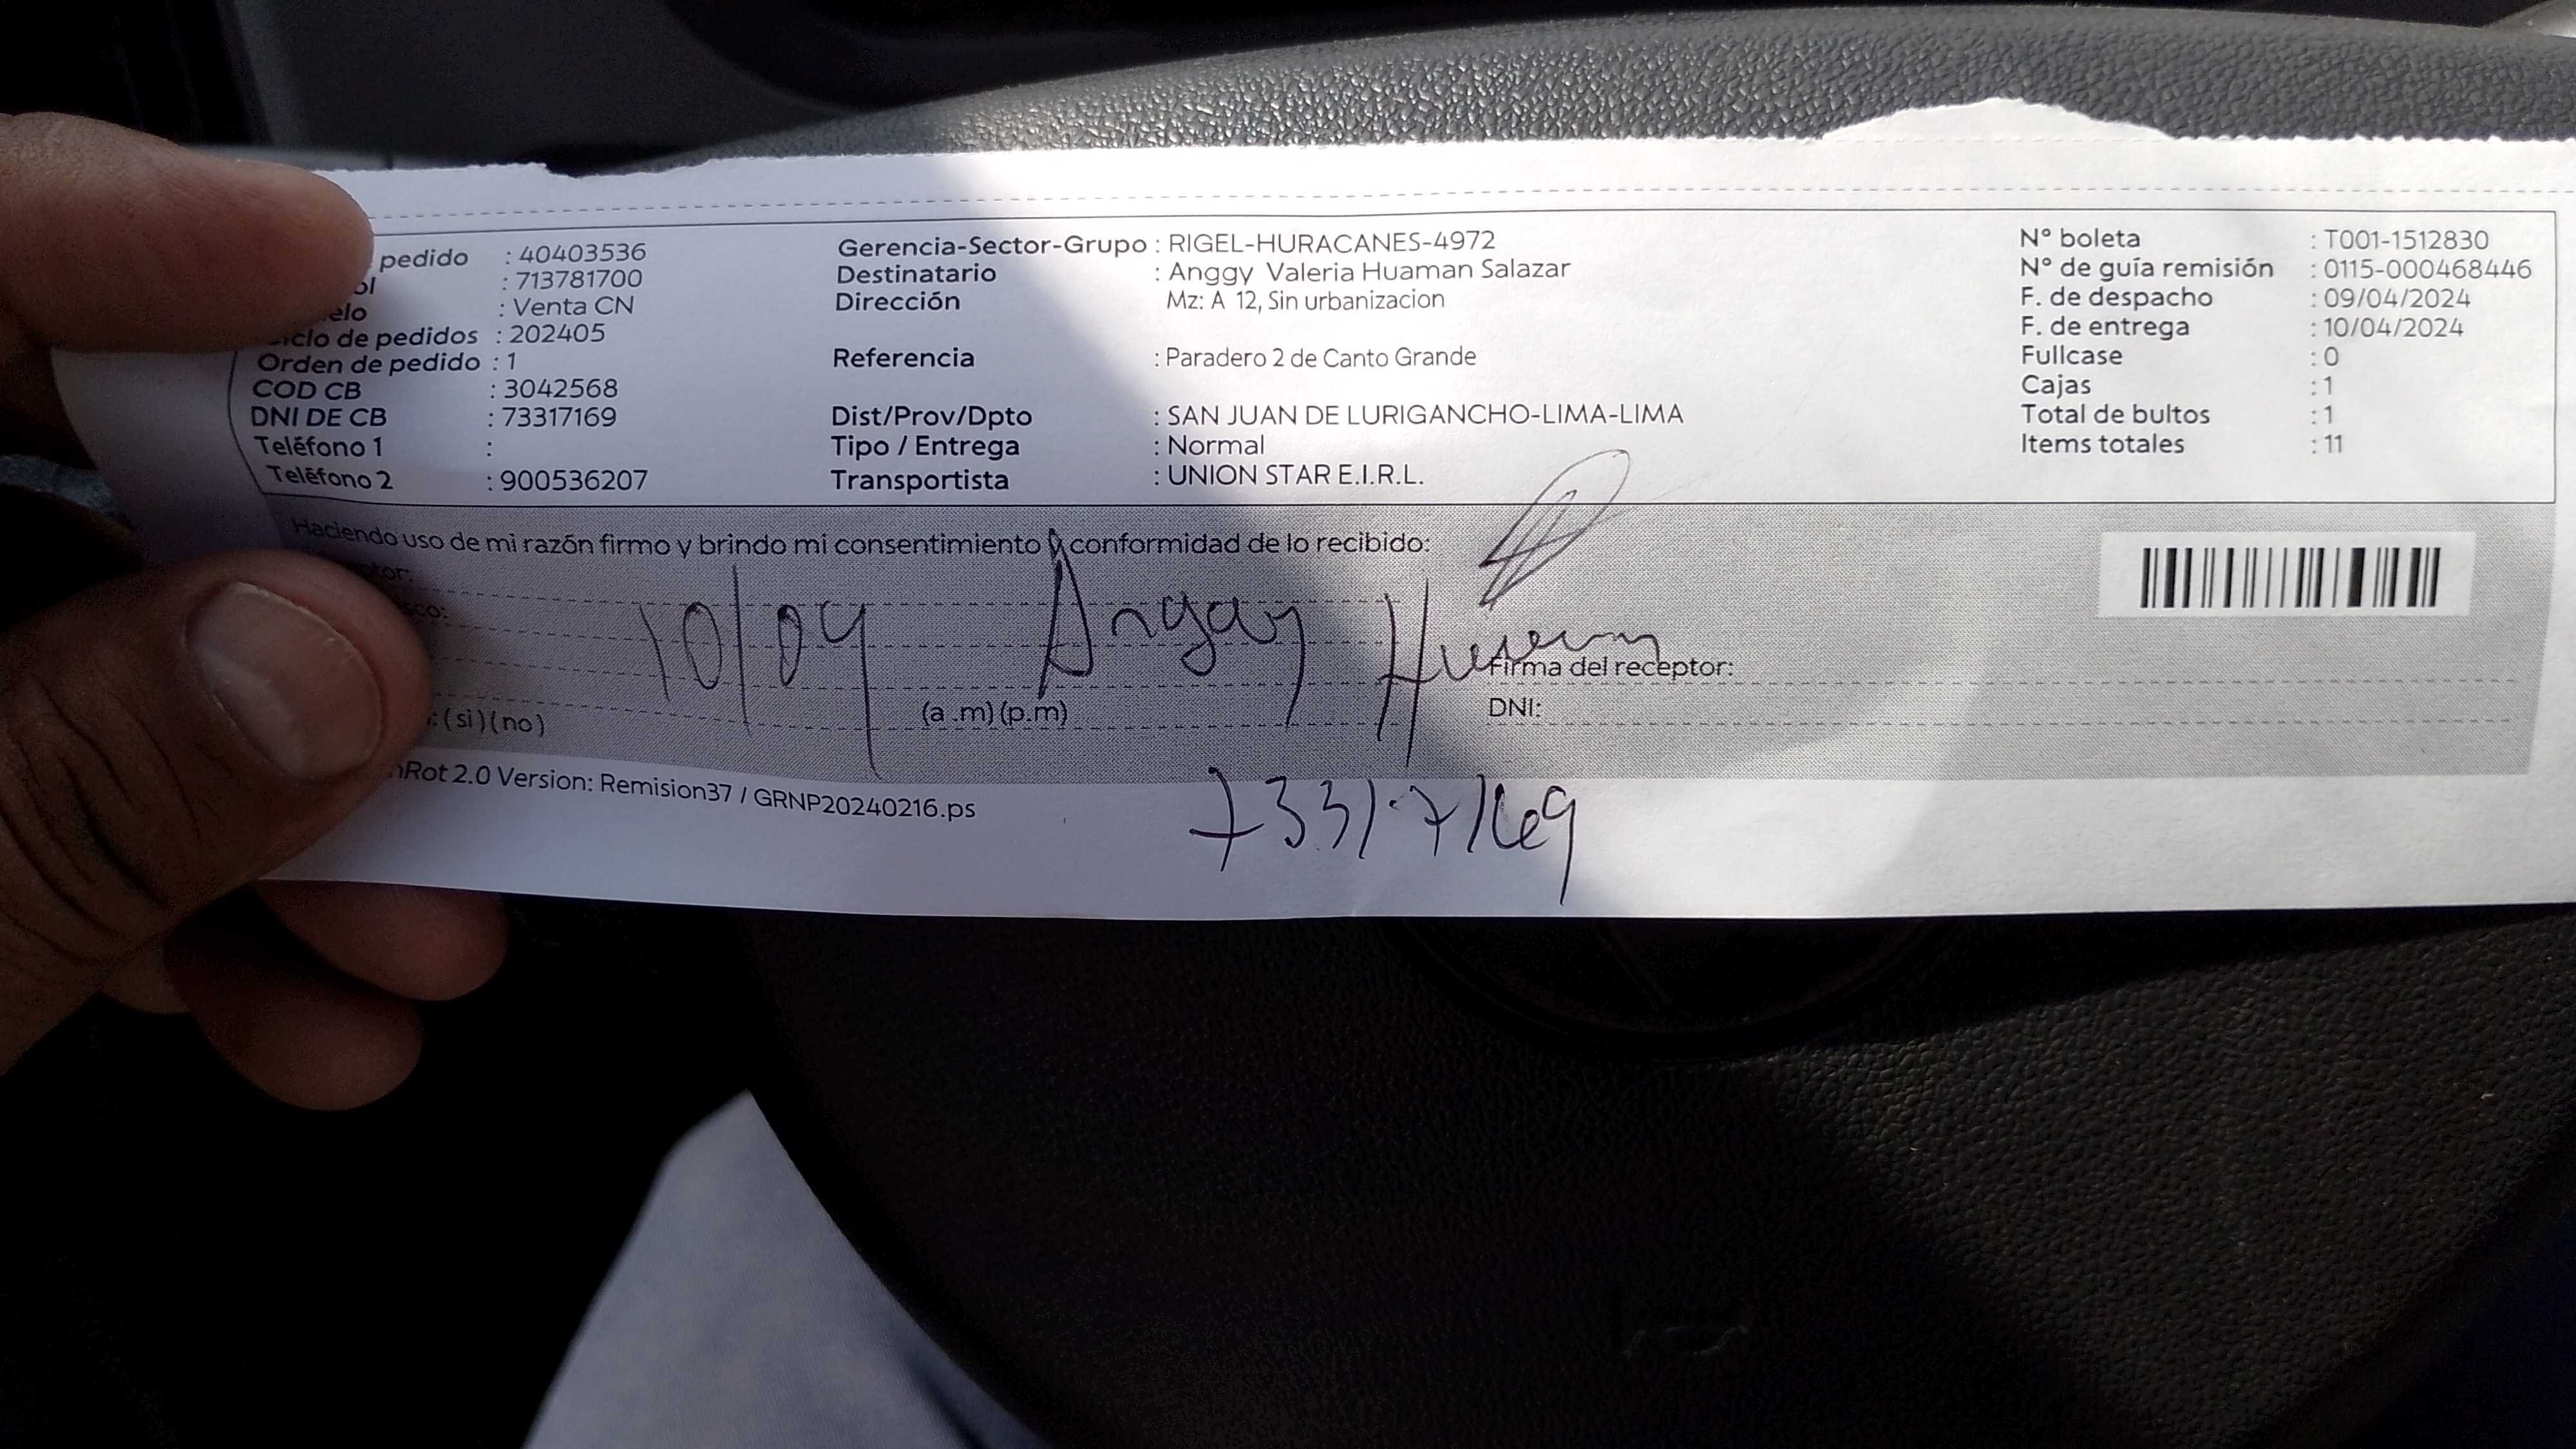 pedido : 40403536
: 713781700
elo : Venta CN
iclo de pedidos : 202405
Orden de pedido : 1
COD CB : 3042568
DNI DE CB : 73317169
Teléfono 1 :
Teléfono 2 : 900536207
Gerencia-Sector-Grupo : RIGEL-HURACANES-4972
Destinatario : Anggy Valeria Huaman Salazar
Dirección Mz: A 12, Sin urbanizacion
Referencia : Paradero 2 de Canto Grande
Dist/Prov/Dpto : SAN JUAN DE LURIGANCHO-LIMA-LIMA
Tipo / Entrega : Normal
Transportista : UNION STAR E.I.R.L.
N° boleta : T001-1512830
N° de guía remisión : 0115-000468446
F. de despacho : 09/04/2024
F. de entrega : 10/04/2024
Fullcase : 0
Cajas : 1
Total de bultos : 1
Items totales : 11
Haciendo uso de mi razón firmo y brindo mi consentimiento y conformidad de lo recibido:
10/04
Firma del receptor:
(a .m) (p.m) DNI:
: (si) (no)
Rot 2.0 Version: Remision37 / GRNP20240216.ps
73317169